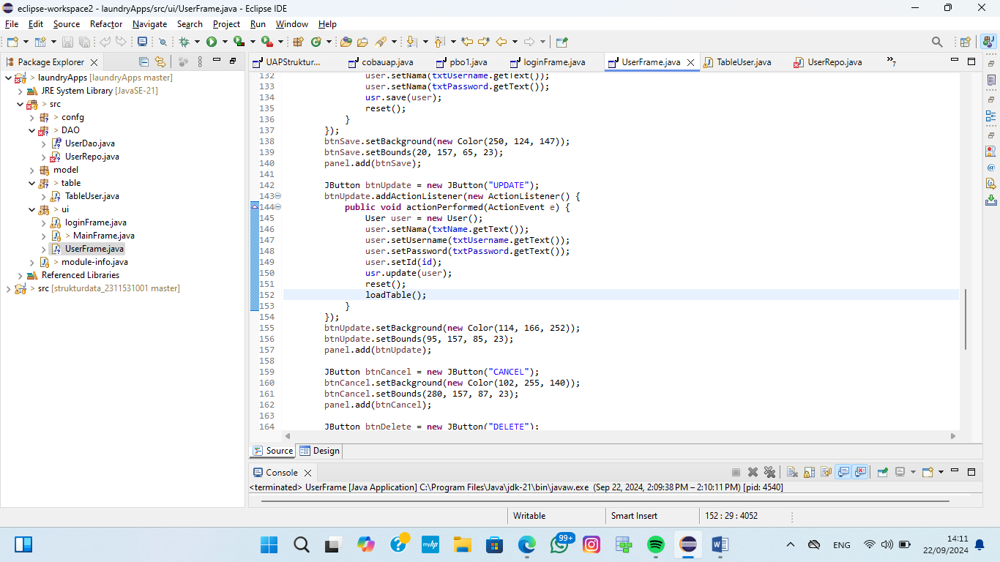 eclipse-workspace2 - laundryApps/src/ui/UserFrame.java - Eclipse IDE
File Edit Source Refactor Navigate Search Project Run Window Help
Package Explorer
> laundryApps [laundryApps master]
JRE System Library [JavaSE-21]
> src
> confg
> DAO
UserDao.java
UserRepo.java
model
> table
TableUser.java
> ui
loginFrame.java
> MainFrame.java
UserFrame.java
> module-info.java
Referenced Libraries
> src [strukturdata_2311531001 master]
UAPStruktur... cobauap.java pbo1.java loginFrame.java UserFrame.java TableUser.java UserRepo.java »7
132 user.setNama(txtUsername.getText());
133 user.setNama(txtPassword.getText());
134 usr.save(user);
135 reset();
136 }
137 });
138 btnSave.setBackground(new Color(250, 124, 147));
139 btnSave.setBounds(20, 157, 65, 23);
140 panel.add(btnSave);
141
142 JButton btnUpdate = new JButton("UPDATE");
143 btnUpdate.addActionListener(new ActionListener() {
144 public void actionPerformed(ActionEvent e) {
145 User user = new User();
146 user.setNama(txtName.getText());
147 user.setUsername(txtUsername.getText());
148 user.setPassword(txtPassword.getText());
149 user.setId(id);
150 usr.update(user);
151 reset();
152 loadTable();
153 }
154 });
155 btnUpdate.setBackground(new Color(114, 166, 252));
156 btnUpdate.setBounds(95, 157, 85, 23);
157 panel.add(btnUpdate);
158
159 JButton btnCancel = new JButton("CANCEL");
160 btnCancel.setBackground(new Color(102, 255, 140));
161 btnCancel.setBounds(280, 157, 87, 23);
162 panel.add(btnCancel);
163
164 JButton btnDelete = new JButton("DELETE");
Source Design
Console
<terminated> UserFrame [Java Application] C:\Program Files\Java\jdk-21\bin\javaw.exe (Sep 22, 2024, 2:09:38 PM – 2:10:11 PM) [pid: 4540]
Writable Smart Insert 152 : 29 : 4052
myhp
99+
ENG
14:11
22/09/2024